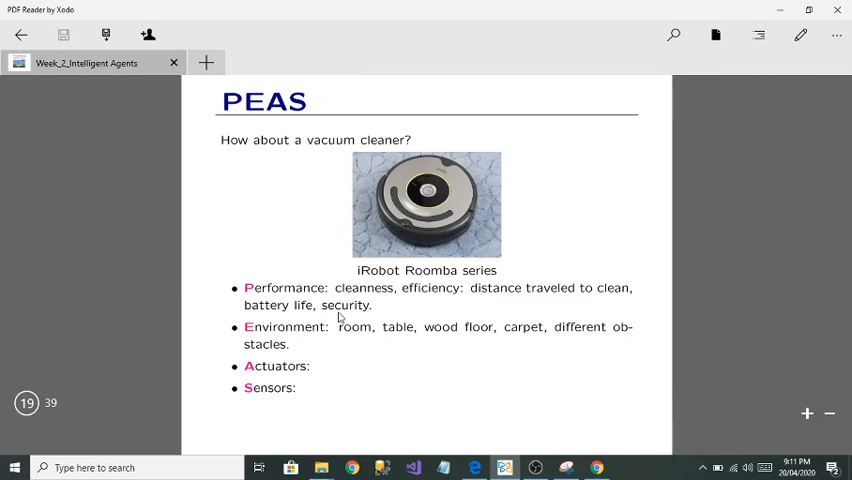 PDF Reader by Xodo
Week_2_Intelligent Agents
PEAS
How about a vacuum cleaner?
iRobot Roomba series
• Performance: cleanness, efficiency: distance traveled to clean,
battery life, security.
• Environment: room, table, wood floor, carpet, different ob-
stacles.
• Actuators:
• Sensors:
19 39
Type here to search
9:11 PM
20/04/2020
2